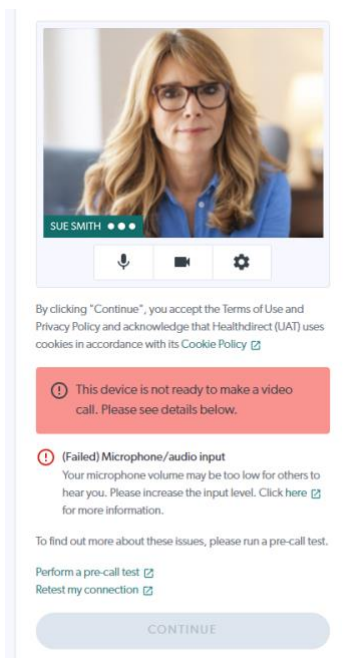 SUE SMITH
By clicking "Continue", you accept the Terms of Use and
Privacy Policy and acknowledge that Healthdirect (UAT) uses
cookies in accordance with its Cookie Policy
This device is not ready to make a video
call. Please see details below.
(Failed) Microphone/audio input
Your microphone volume may be too low for others to
hear you. Please increase the input level. Click here
for more information.
To find out more about these issues, please run a pre-call test.
Perform a pre-call test
Retest my connection
CONTINUE